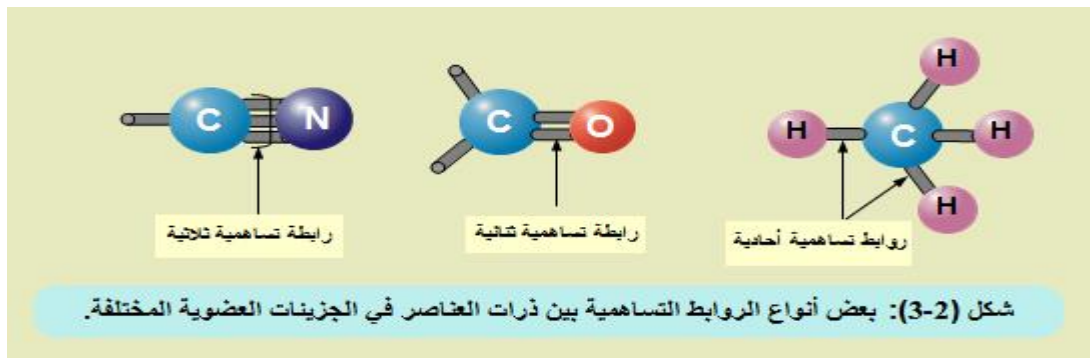 H
C N
C O
H C H
H
رابطة تساهمية ثلاثية
رابطة تساهمية ثنائية
روابط تساهمية أحادية
شكل (2-3): بعض أنواع الروابط التساهمية بين ذرات العناصر في الجزيئات العضوية المختلفة.